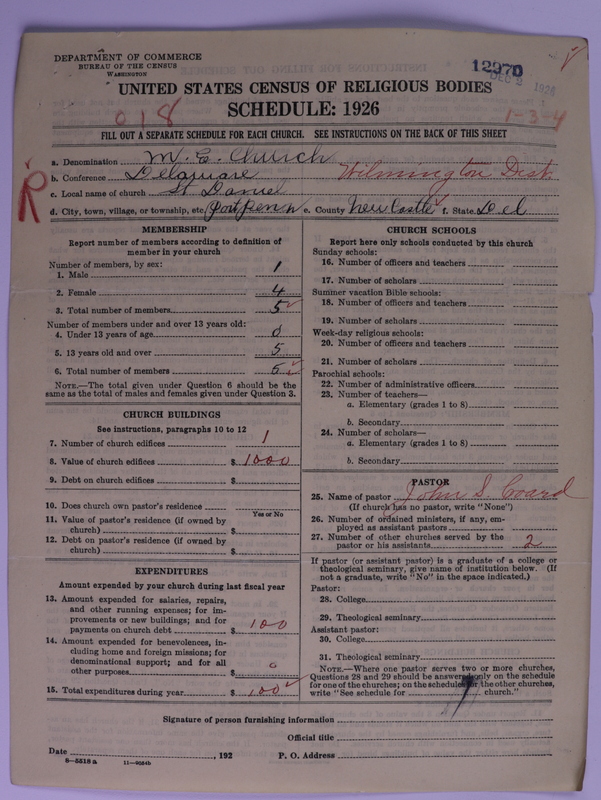 DEPARTMENT OF COMMERCE
BUREAU OF THE CENSUS
WASHINGTON
12970
DEC 2 1926
UNITED STATES CENSUS OF RELIGIOUS BODIES
SCHEDULE: 1926
018
1-3-4
FILL OUT A SEPARATE SCHEDULE FOR EACH CHURCH. SEE INSTRUCTIONS ON THE BACK OF THIS SHEET
a. Denomination M. E. Church
b. Conference Delaware Wilmington Dist.
R
c. Local name of church St Daniel
d. City, town, village, or township, etc Port Penn e. County New Castle f. State Del
MEMBERSHIP
Report number of members according to definition of
member in your church
Number of members, by sex:
1. Male 1
2. Female 4
3. Total number of members 5
Number of members under and over 13 years old:
4. Under 13 years of age 0
5. 13 years old and over 5
6. Total number of members 5
NOTE.—The total given under Question 6 should be the
same as the total of males and females given under Question 3.
CHURCH BUILDINGS
See instructions, paragraphs 10 to 12
7. Number of church edifices 1
8. Value of church edifices $ 1000
9. Debt on church edifices $
10. Does church own pastor's residence
Yes or No
11. Value of pastor's residence (if owned by
church) $
12. Debt on pastor's residence (if owned by
church) $
EXPENDITURES
Amount expended by your church during last fiscal year
13. Amount expended for salaries, repairs,
and other running expenses; for im-
provements or new buildings; and for
payments on church debt $ 100
14. Amount expended for benevolences, in-
cluding home and foreign missions; for
denominational support; and for all
other purposes $ 0
15. Total expenditures during year $ 100
CHURCH SCHOOLS
Report here only schools conducted by this church
Sunday schools:
16. Number of officers and teachers
17. Number of scholars
Summer vacation Bible schools:
18. Number of officers and teachers
19. Number of scholars
Week-day religious schools:
20. Number of officers and teachers
21. Number of scholars
Parochial schools:
22. Number of administrative officers
23. Number of teachers—
a. Elementary (grades 1 to 8)
b. Secondary
24. Number of scholars—
a. Elementary (grades 1 to 8)
b. Secondary
PASTOR
25. Name of pastor John S. Coard
(If church has no pastor, write "None")
26. Number of ordained ministers, if any, em-
ployed as assistant pastors
27. Number of other churches served by the
pastor or his assistants 2
If pastor (or assistant pastor) is a graduate of a college or
theological seminary, give name of institution below. (If
not a graduate, write "No" in the space indicated.)
Pastor:
28. College
29. Theological seminary
Assistant pastor:
30. College
31. Theological seminary
NOTE.—Where one pastor serves two or more churches,
Questions 28 and 29 should be answered only on the schedule
for one of the churches; on the schedules for the other churches,
write "See schedule for church."
Signature of person furnishing information
Official title
Date , 192 P. O. Address
8-5518 a 11-9054b